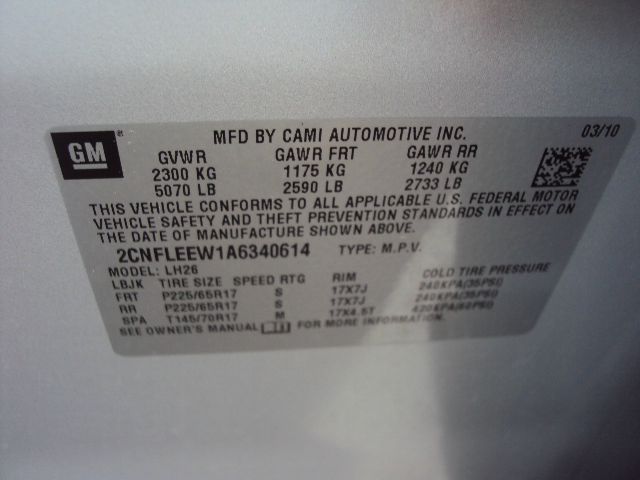 GM®
MFD BY CAMI AUTOMOTIVE INC. 03/10
GVWR GAWR FRT GAWR RR
2300 KG 1175 KG 1240 KG
5070 LB 2590 LB 2733 LB
THIS VEHICLE CONFORMS TO ALL APPLICABLE U.S. FEDERAL MOTOR
VEHICLE SAFETY AND THEFT PREVENTION STANDARDS IN EFFECT ON
THE DATE OF MANUFACTURE SHOWN ABOVE.
2CNFLEEW1A6340614 TYPE: M.P.V.
MODEL: LH26
LBJK TIRE SIZE SPEED RTG RIM COLD TIRE PRESSURE
FRT P225/65R17 S 17X7J 240KPA(35PSI)
RR P225/65R17 S 17X7J 240KPA(35PSI)
SPA T145/70R17 M 17X4.5T 420KPA(60PSI)
SEE OWNER'S MANUAL FOR MORE INFORMATION.